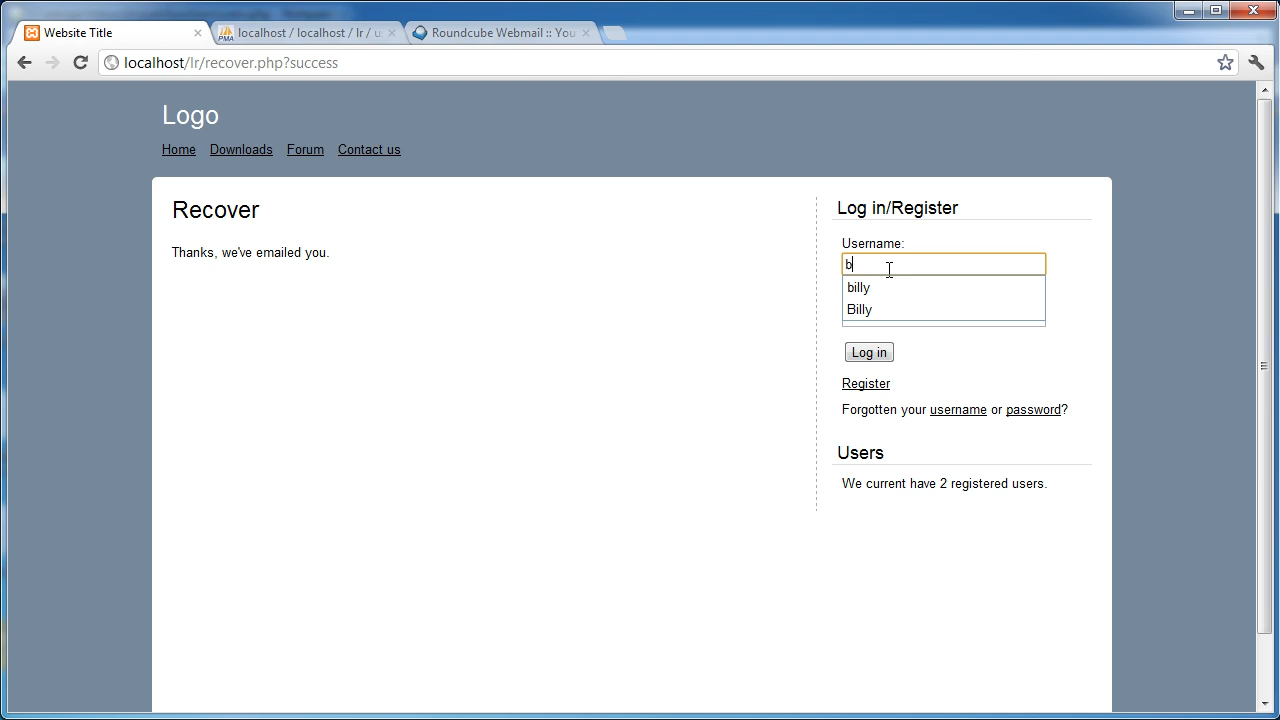 Website Title
localhost / localhost / lr / u
Roundcube Webmail :: You
localhost/lr/recover.php?success
Logo
Home Downloads Forum Contact us
Recover
Thanks, we've emailed you.
Log in/Register
Username:
b
billy
Billy
Log in
Register
Forgotten your username or password?
Users
We current have 2 registered users.